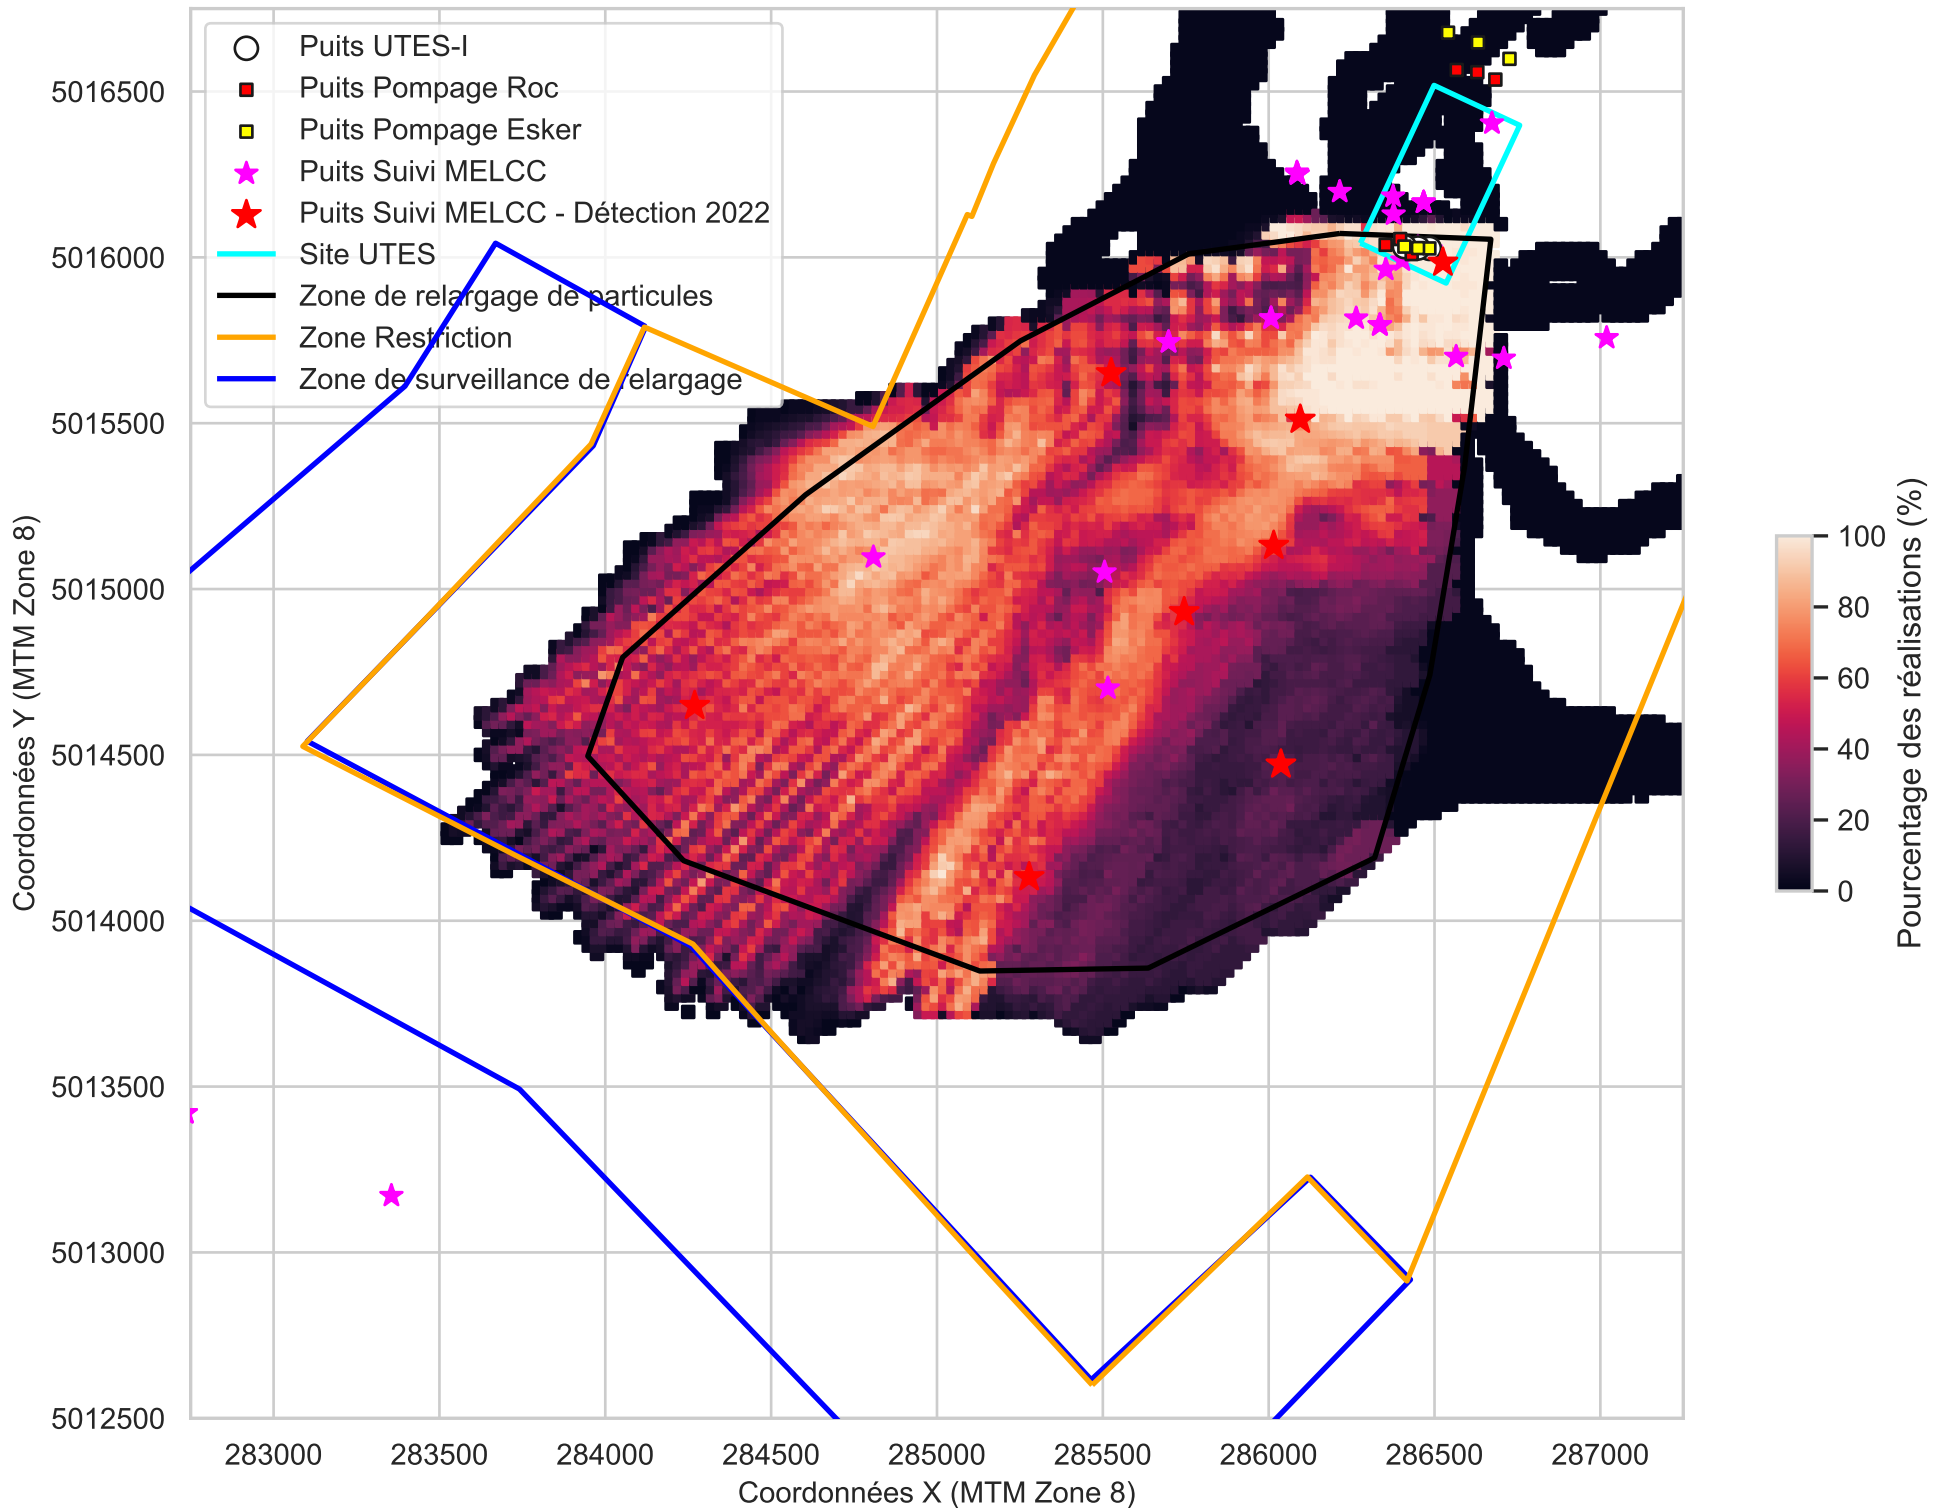 Puits UTES-I
Puits Pompage Roc
Puits Pompage Esker
Puits Suivi MELCC
Puits Suivi MELCC - Détection 2022
Site UTES
Zone de relargage de particules
Zone Restriction
Zone de surveillance de relargage
5016500
5016000
5015500
5015000
5014500
5014000
5013500
5013000
5012500
Coordonnées Y (MTM Zone 8)
283000 283500 284000 284500 285000 285500 286000 286500 287000
Coordonnées X (MTM Zone 8)
100
80
60
40
20
0
Pourcentage des réalisations (%)